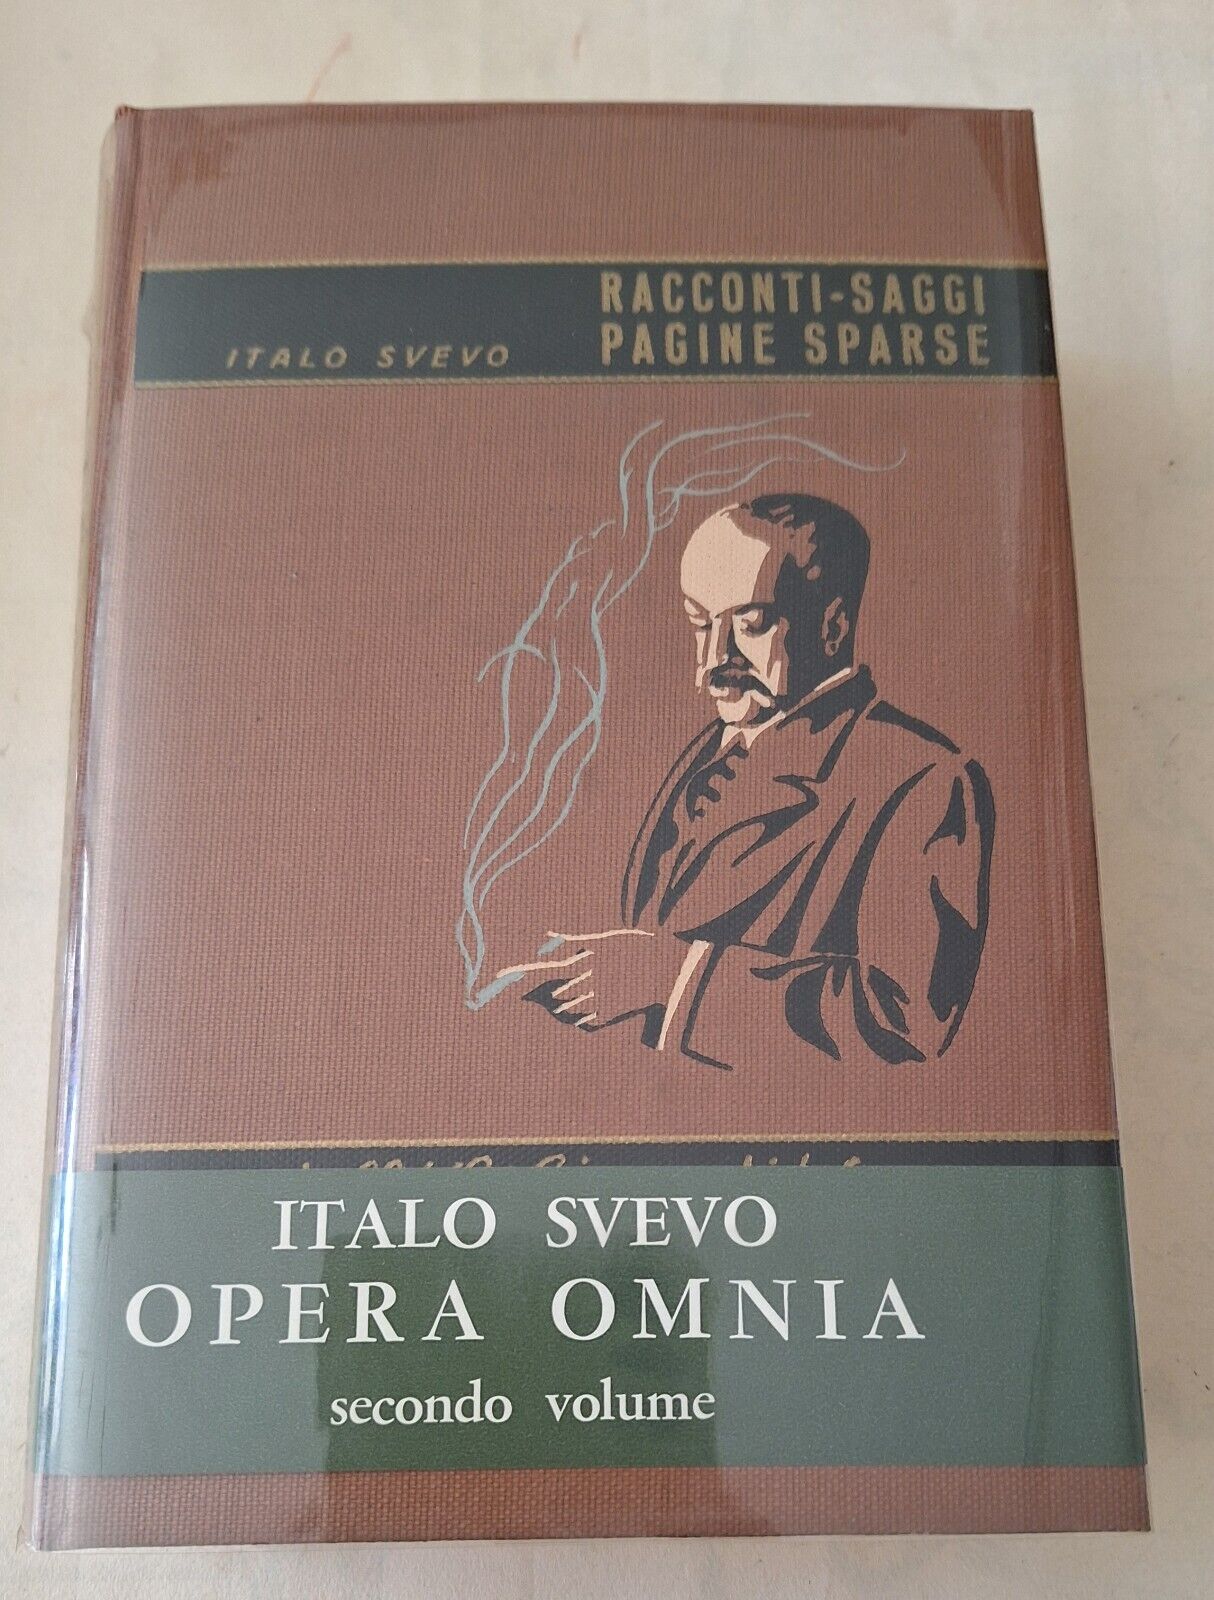 RACCONTI-SAGGI
ITALO SVEVO PAGINE SPARSE
ITALO SVEVO
OPERA OMNIA
secondo volume